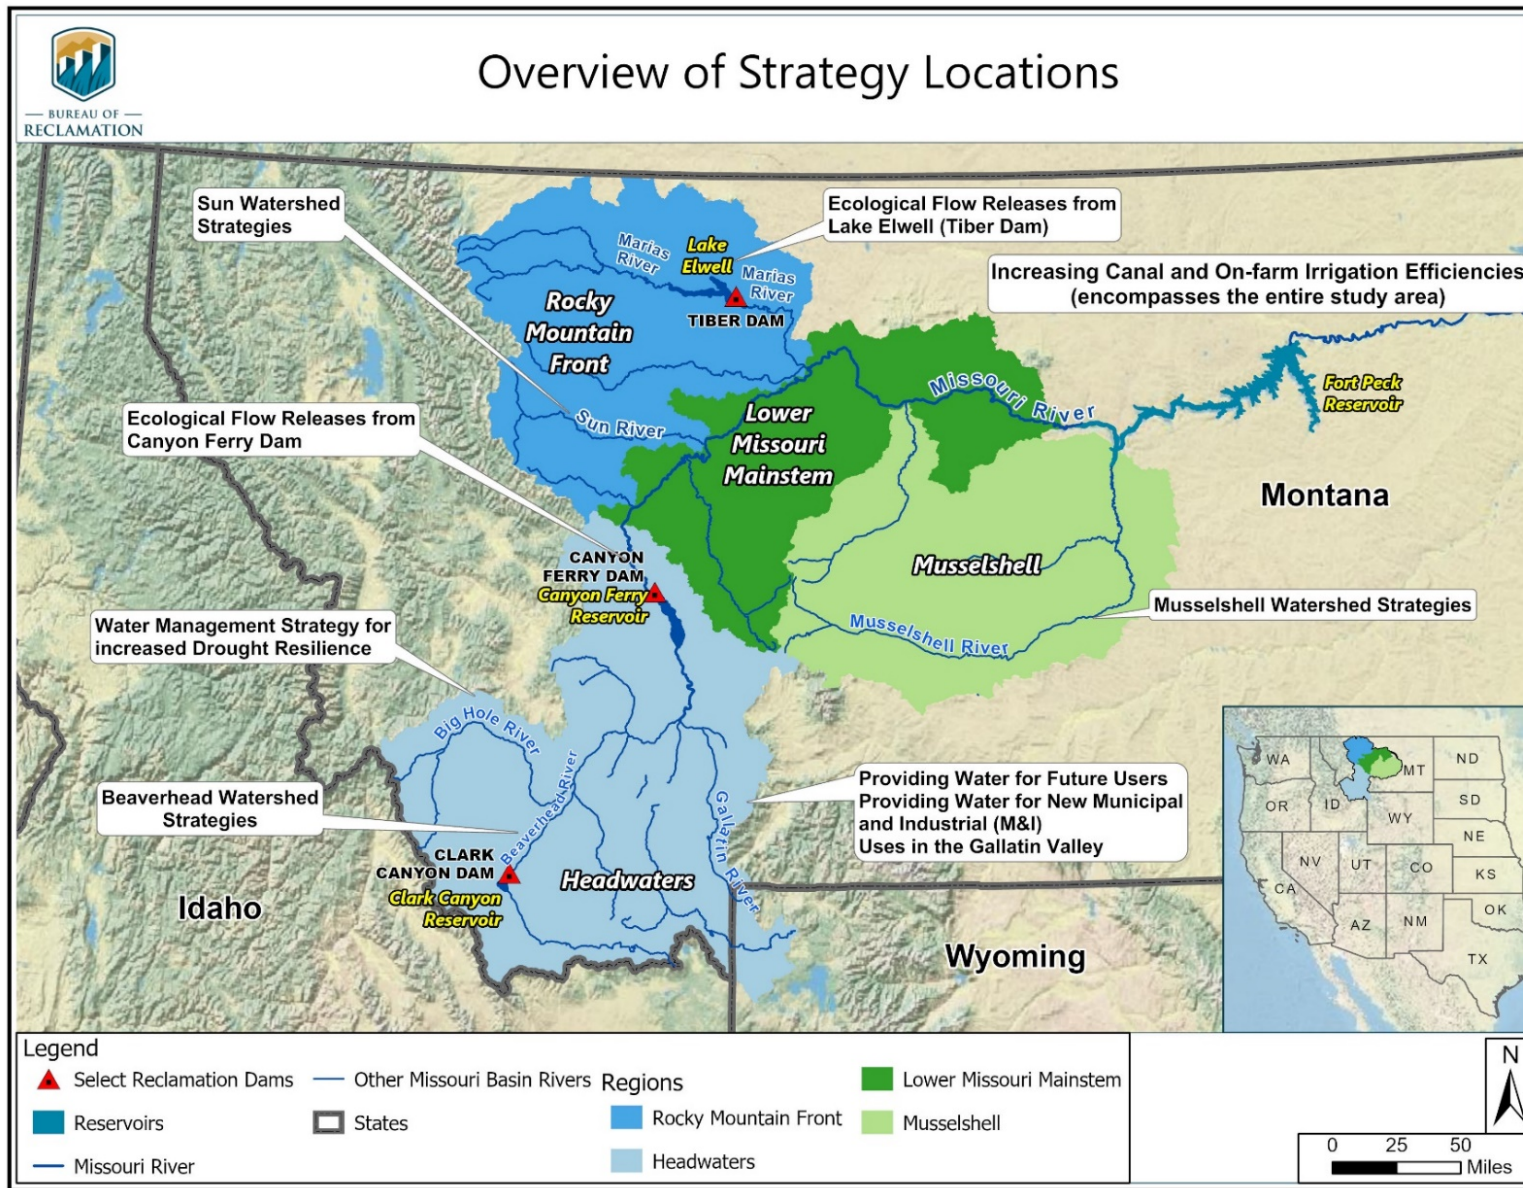 BUREAU OF
RECLAMATION
Overview of Strategy Locations
Sun Watershed
Strategies
Ecological Flow Releases from
Lake Elwell (Tiber Dam)
Increasing Canal and On-farm Irrigation Efficiencies
(encompasses the entire study area)
Marias
River
Lake
Elwell
Marias
River
TIBER DAM
Rocky
Mountain
Front
Ecological Flow Releases from
Canyon Ferry Dam
Sun River
Lower
Missouri
Mainstem
Missouri River
Fort Peck
Reservoir
Montana
CANYON
FERRY DAM
Canyon Ferry
Reservoir
Musselshell
Musselshell River
Musselshell Watershed Strategies
Water Management Strategy for
increased Drought Resilience
Big Hole River
Beaverhead River
Gallatin River
Beaverhead Watershed
Strategies
Providing Water for Future Users
Providing Water for New Municipal
and Industrial (M&I)
Uses in the Gallatin Valley
CLARK
CANYON DAM
Clark Canyon
Reservoir
Headwaters
Idaho
Wyoming
WA
MT
ND
OR
ID
SD
WY
NE
NV
UT
CO
KS
CA
AZ
NM
OK
TX
Legend
Select Reclamation Dams
Reservoirs
Missouri River
Other Missouri Basin Rivers
States
Regions
Rocky Mountain Front
Headwaters
Lower Missouri Mainstem
Musselshell
N
0 25 50
Miles